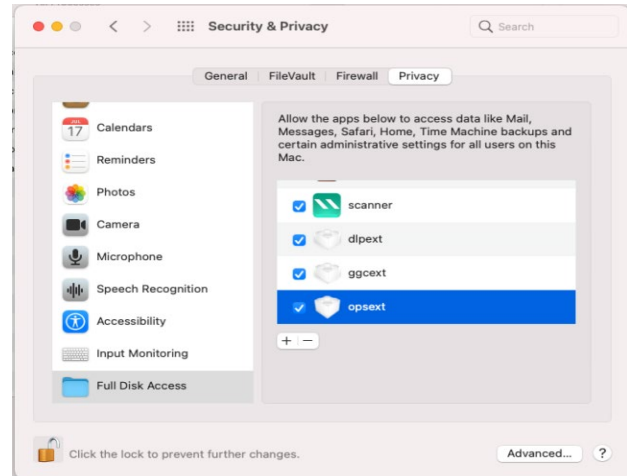 Security & Privacy
Search
General FileVault Firewall Privacy
JUL
17
Calendars
Reminders
Photos
Camera
Microphone
Speech Recognition
Accessibility
Input Monitoring
Full Disk Access
Allow the apps below to access data like Mail,
Messages, Safari, Home, Time Machine backups and
certain administrative settings for all users on this
Mac.
scanner
dlpext
ggcext
opsext
+ −
Click the lock to prevent further changes.
Advanced... ?